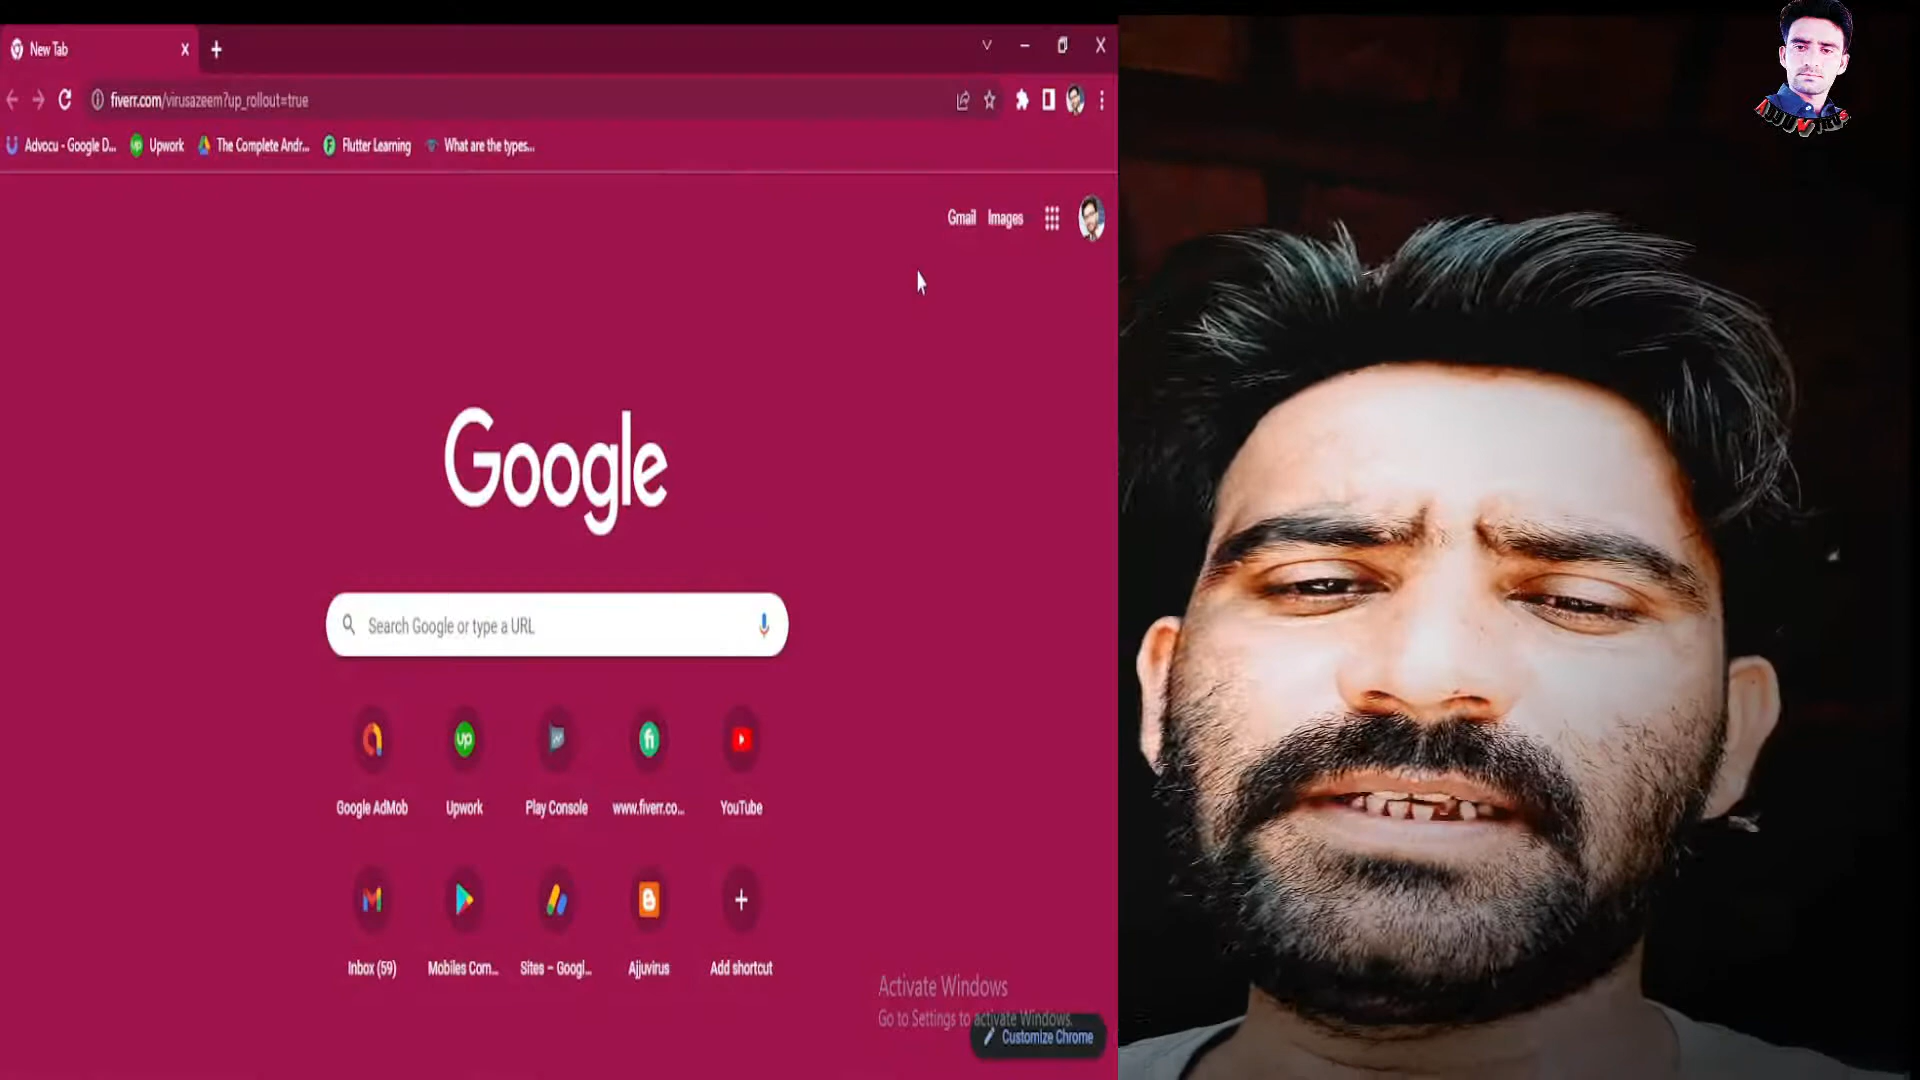 New Tab
fiverr.com/virusazeem?up_rollout=true
Advocu - Google D...
Upwork
The Complete Andr...
Flutter Learning
What are the types...
Gmail
Images
Google
Search Google or type a URL
Google AdMob
Upwork
Play Console
www.fiverr.co...
YouTube
Inbox (59)
Mobiles Com...
Sites – Googl...
Ajjuvirus
Add shortcut
Activate Windows
Go to Settings to activate Windows.
Customize Chrome